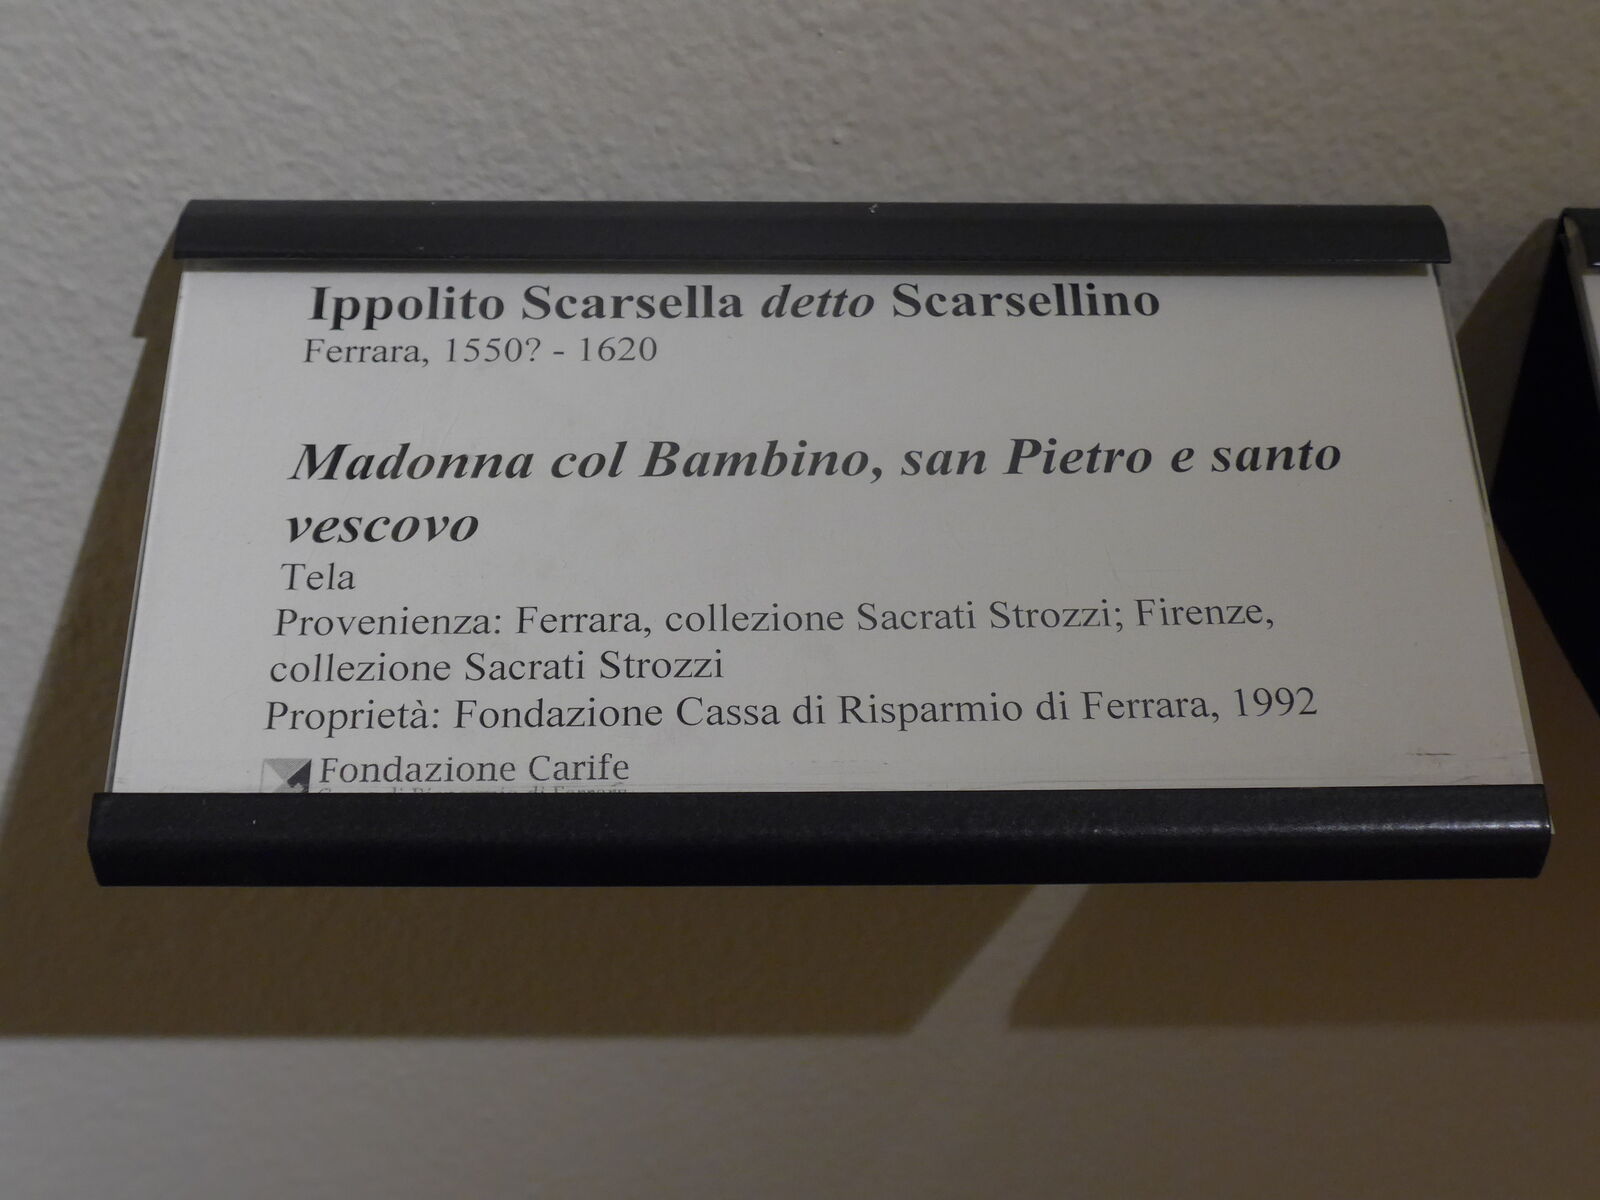 Ippolito Scarsella detto Scarsellino
Ferrara, 1550? - 1620
Madonna col Bambino, san Pietro e santo
vescovo
Tela
Provenienza: Ferrara, collezione Sacrati Strozzi; Firenze,
collezione Sacrati Strozzi
Proprietà: Fondazione Cassa di Risparmio di Ferrara, 1992
Fondazione Carife